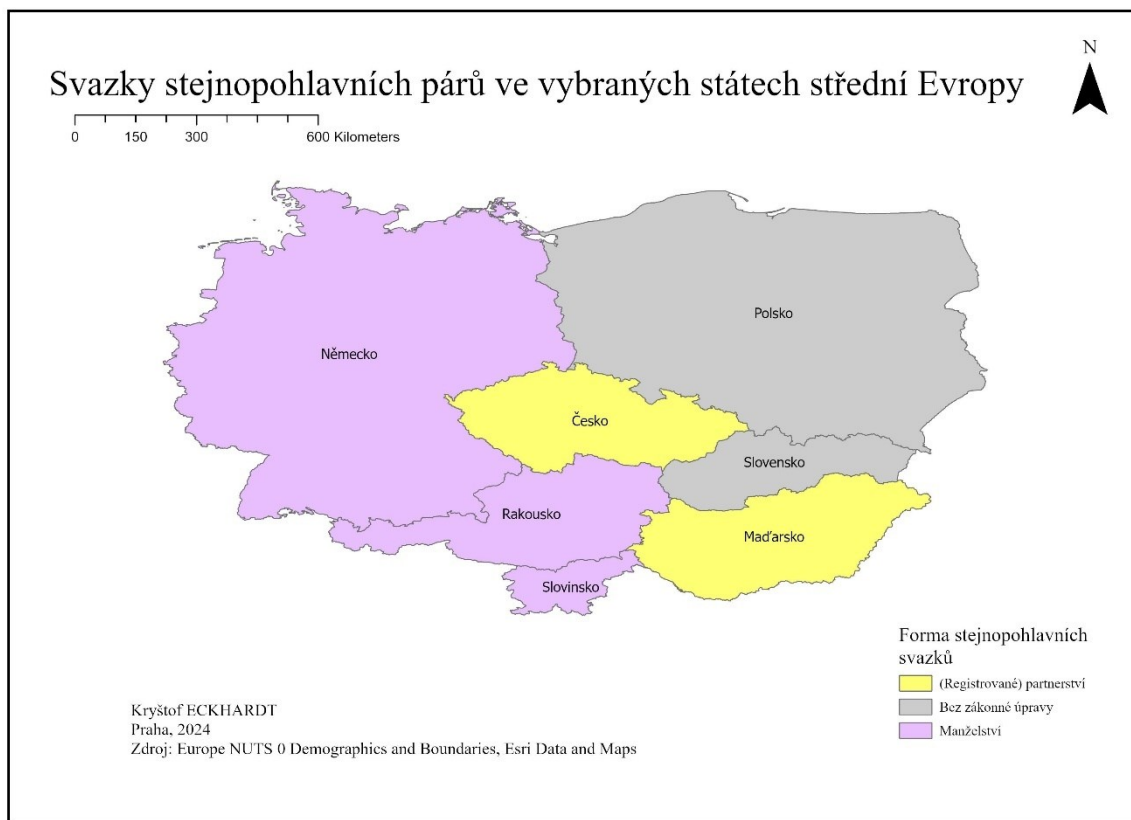 N
Svazky stejnopohlavních párů ve vybraných státech střední Evropy
0 150 300 600 Kilometers
Polsko
Německo
Česko
Slovensko
Rakousko
Maďarsko
Slovinsko
Forma stejnopohlavních
svazků
(Registrované) partnerství
Bez zákonné úpravy
Manželství
Kryštof ECKHARDT
Praha, 2024
Zdroj: Europe NUTS 0 Demographics and Boundaries, Esri Data and Maps